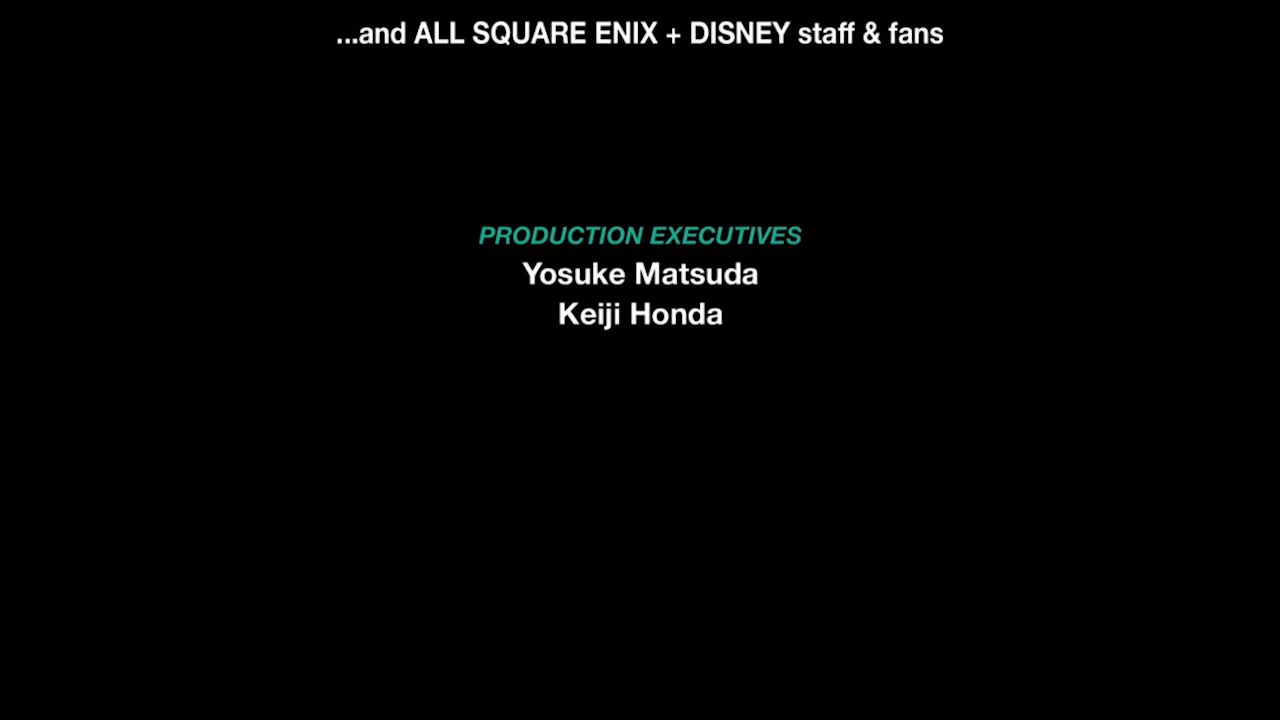 ...and ALL SQUARE ENIX + DISNEY staff & fans
PRODUCTION EXECUTIVES
Yosuke Matsuda
Keiji Honda